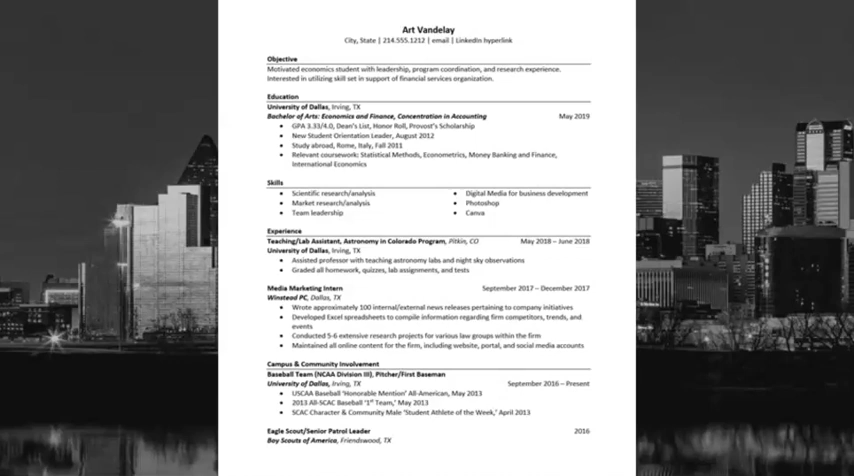 Art Vandelay
City, State | 214.555.1212 | email | LinkedIn hyperlink
Objective
Motivated economics student with leadership, program coordination, and research experience.
Interested in utilizing skill set in support of financial services organization.
Education
University of Dallas, Irving, TX
Bachelor of Arts: Economics and Finance, Concentration in Accounting May 2019
• GPA 3.33/4.0, Dean's List, Honor Roll, Provost's Scholarship
• New Student Orientation Leader, August 2012
• Study abroad, Rome, Italy, Fall 2011
• Relevant coursework: Statistical Methods, Econometrics, Money Banking and Finance,
International Economics
Skills
• Scientific research/analysis • Digital Media for business development
• Market research/analysis • Photoshop
• Team leadership • Canva
Experience
Teaching/Lab Assistant, Astronomy in Colorado Program, Pitkin, CO May 2018 – June 2018
University of Dallas, Irving, TX
• Assisted professor with teaching astronomy labs and night sky observations
• Graded all homework, quizzes, lab assignments, and tests
Media Marketing Intern September 2017 – December 2017
Winstead PC, Dallas, TX
• Wrote approximately 100 internal/external news releases pertaining to company initiatives
• Developed Excel spreadsheets to compile information regarding firm competitors, trends, and
events
• Conducted 5-6 extensive research projects for various law groups within the firm
• Maintained all online content for the firm, including website, portal, and social media accounts
Campus & Community Involvement
Baseball Team (NCAA Division III), Pitcher/First Baseman
University of Dallas, Irving, TX September 2016 – Present
• USCAA Baseball 'Honorable Mention' All-American, May 2013
• 2013 All-SCAC Baseball '1st Team,' May 2013
• SCAC Character & Community Male 'Student Athlete of the Week,' April 2013
Eagle Scout/Senior Patrol Leader 2016
Boy Scouts of America, Friendswood, TX